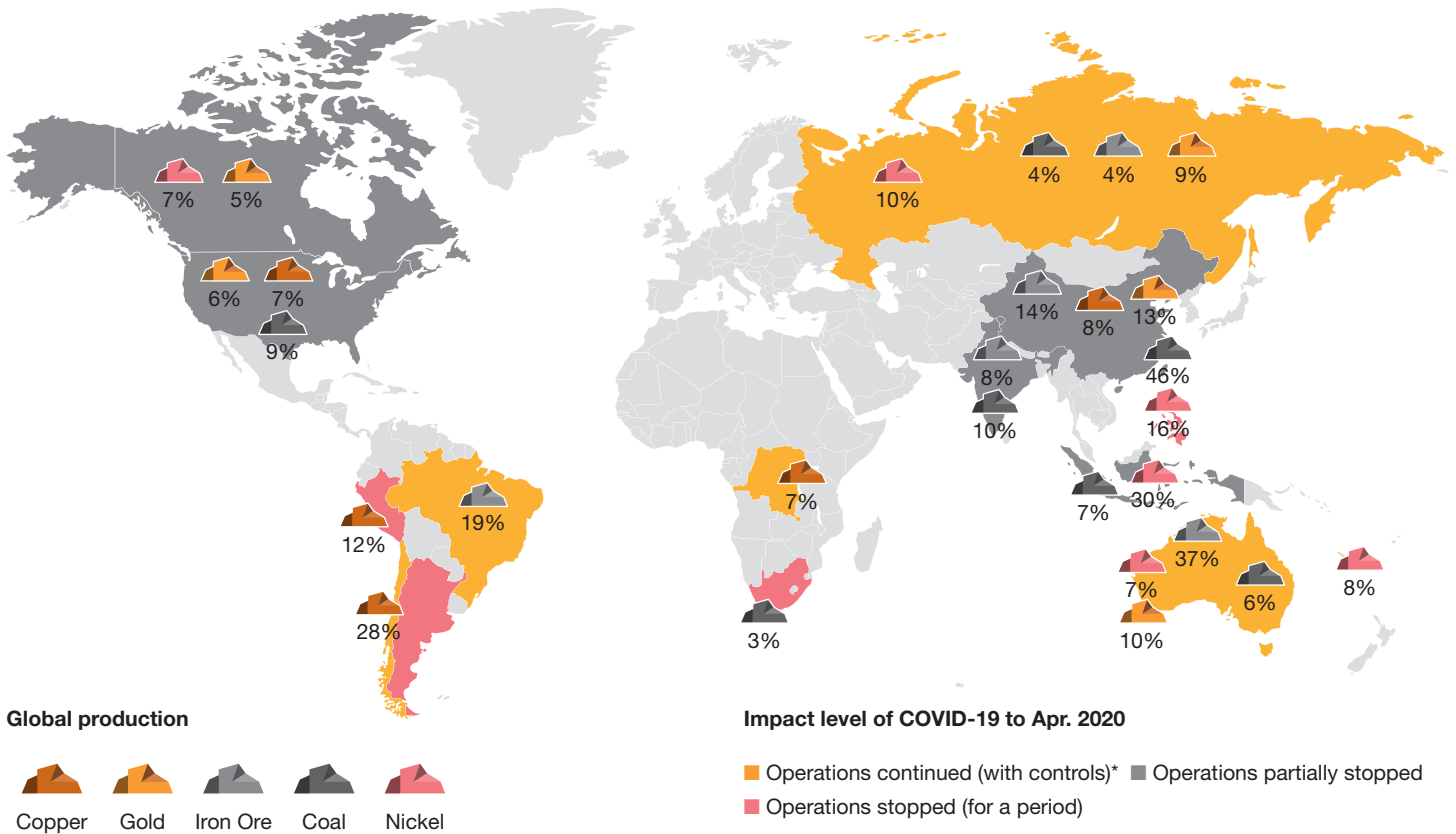 7%
5%
6%
7%
9%
12%
19%
28%
10%
4%
4%
9%
14%
8%
13%
8%
46%
10%
16%
7%
7%
30%
3%
37%
7%
6%
8%
10%
Global production
Copper
Gold
Iron Ore
Coal
Nickel
Impact level of COVID-19 to Apr. 2020
Operations continued (with controls)*
Operations partially stopped
Operations stopped (for a period)